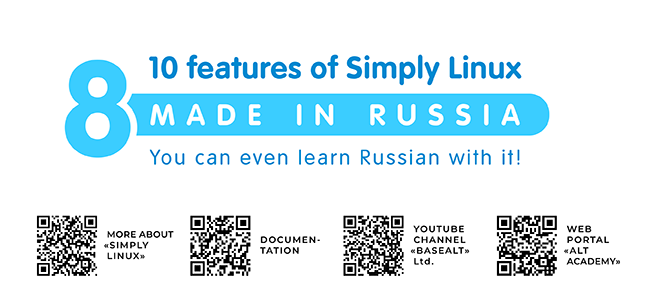 10 features of Simply Linux
8
MADE IN RUSSIA
You can even learn Russian with it!
MORE ABOUT
«SIMPLY
LINUX»
DOCUMEN-
TATION
YOUTUBE
CHANNEL
«BASEALT»
Ltd.
WEB
PORTAL
«ALT
ACADEMY»